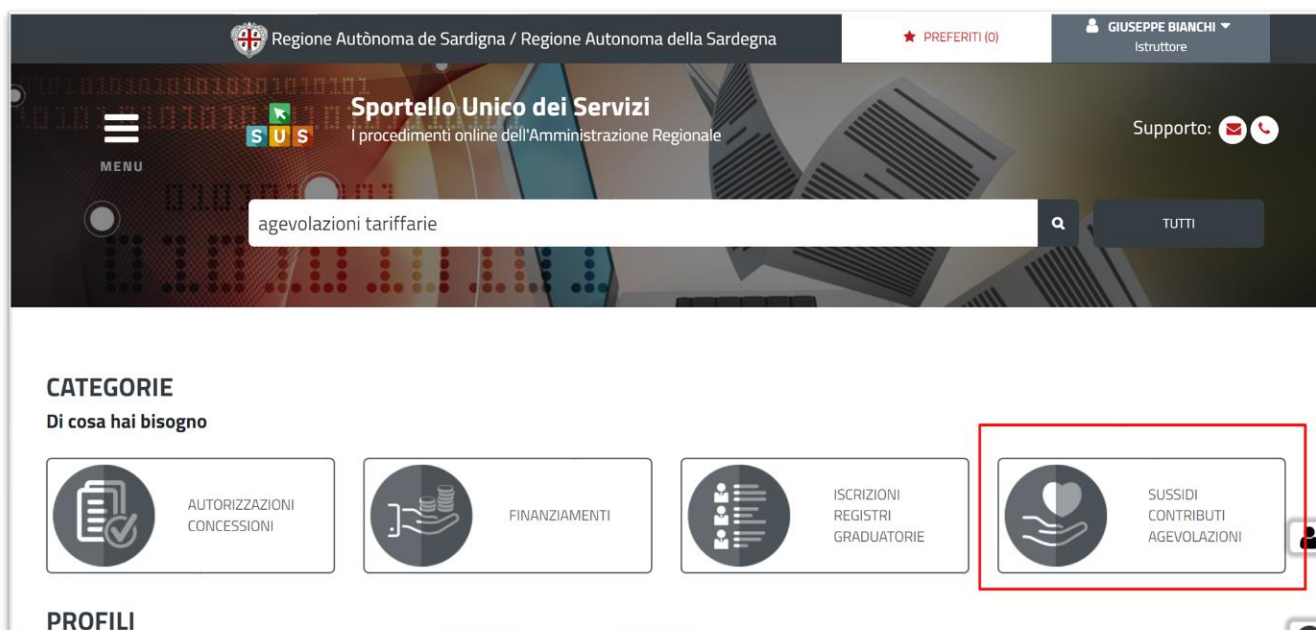 Regione Autònoma de Sardigna / Regione Autonoma della Sardegna
PREFERITI (0)
GIUSEPPE BIANCHI
Istruttore
MENU
SUS
Sportello Unico dei Servizi
I procedimenti online dell'Amministrazione Regionale
Supporto:
agevolazioni tariffarie
TUTTI
CATEGORIE
Di cosa hai bisogno
AUTORIZZAZIONI
CONCESSIONI
FINANZIAMENTI
ISCRIZIONI
REGISTRI
GRADUATORIE
SUSSIDI
CONTRIBUTI
AGEVOLAZIONI
PROFILI